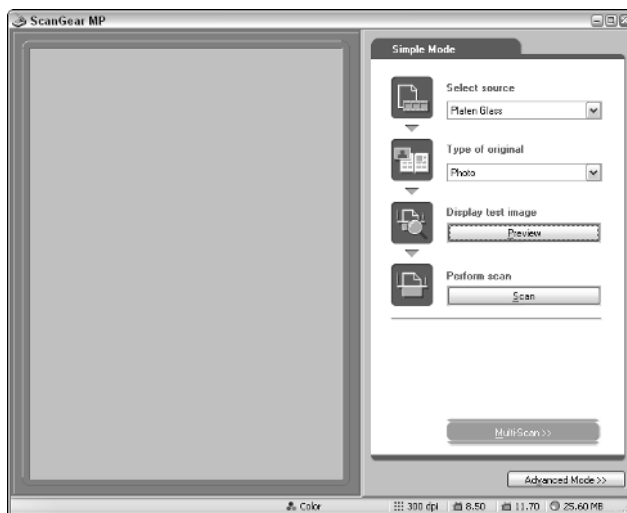 ScanGear MP
Simple Mode
Select source
Platen Glass
Type of original
Photo
Display test image
Preview
Perform scan
Scan
Multi-Scan >>
Advanced Mode >>
Color 300 dpi 8.50 11.70 25.60 MB